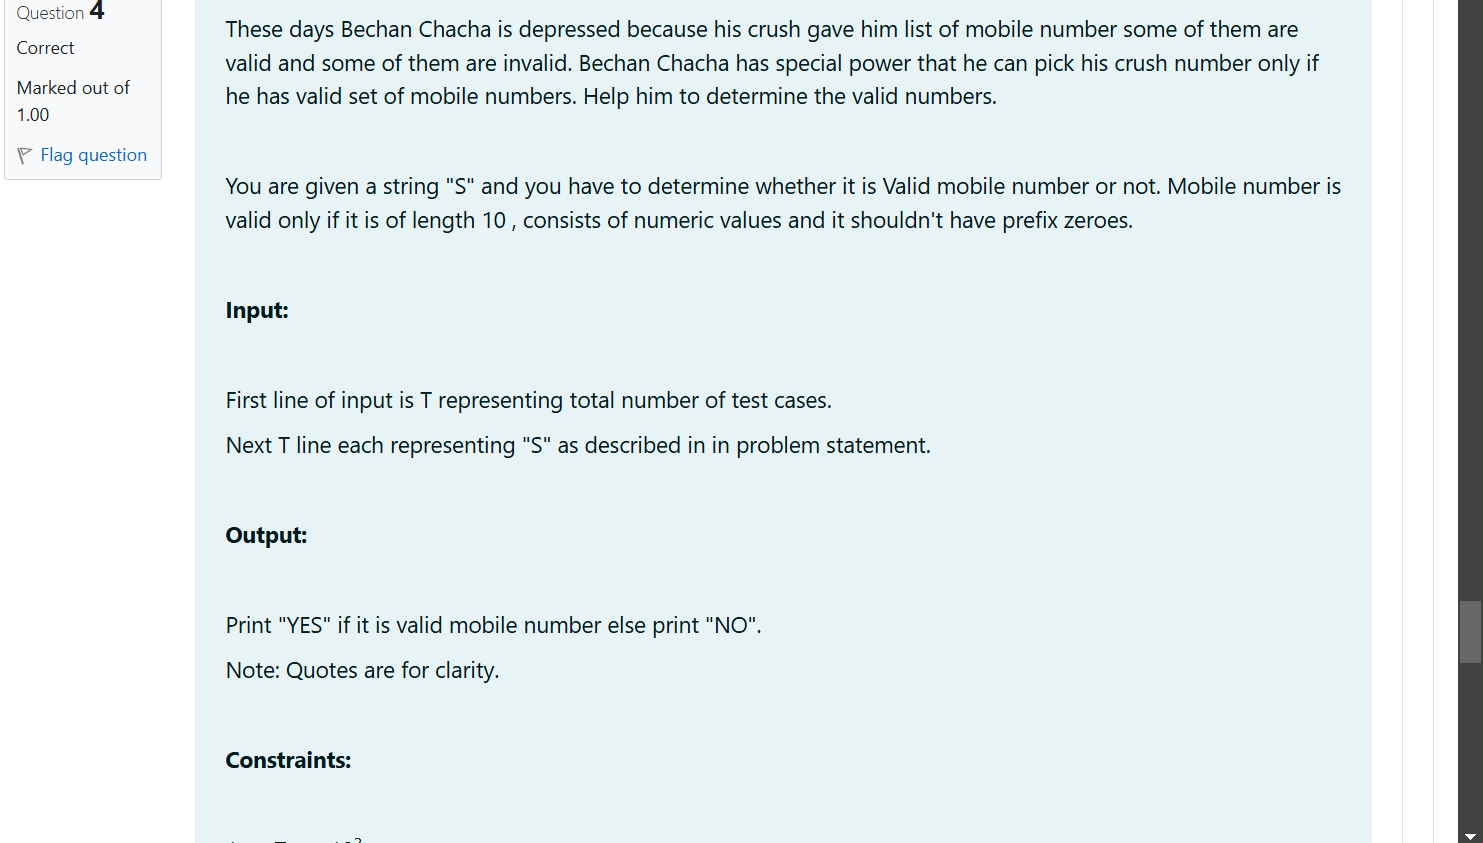 Question 4
Correct
Marked out of
1.00
Flag question
These days Bechan Chacha is depressed because his crush gave him list of mobile number some of them are
valid and some of them are invalid. Bechan Chacha has special power that he can pick his crush number only if
he has valid set of mobile numbers. Help him to determine the valid numbers.
You are given a string "S" and you have to determine whether it is Valid mobile number or not. Mobile number is
valid only if it is of length 10 , consists of numeric values and it shouldn't have prefix zeroes.
Input:
First line of input is T representing total number of test cases.
Next T line each representing "S" as described in in problem statement.
Output:
Print "YES" if it is valid mobile number else print "NO".
Note: Quotes are for clarity.
Constraints: